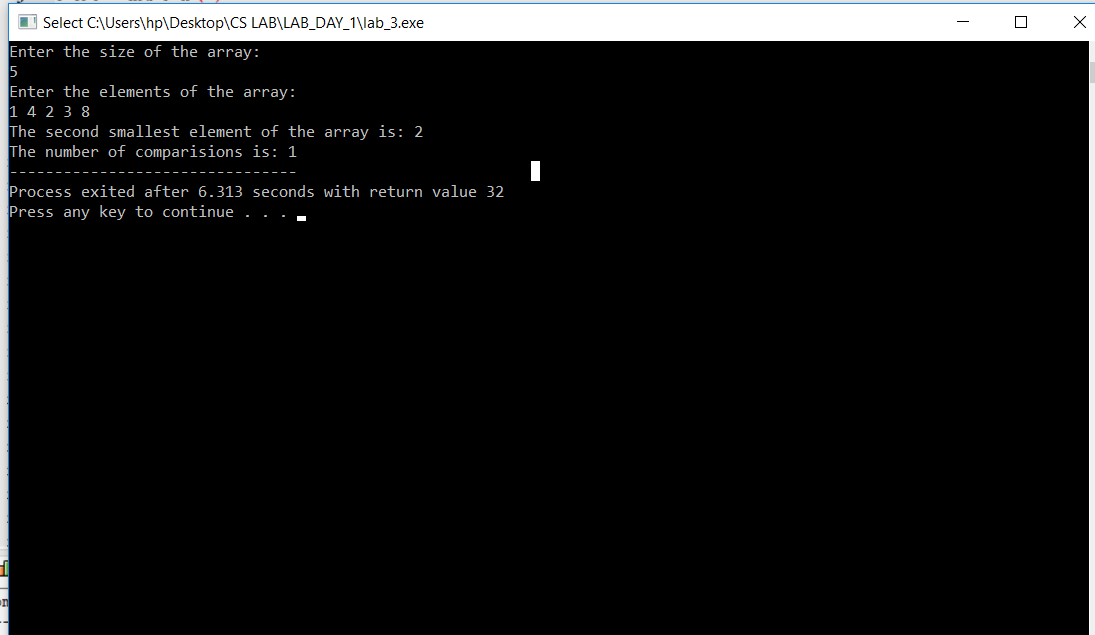 Select C:\Users\hp\Desktop\CS LAB\LAB_DAY_1\lab_3.exe
Enter the size of the array:
5
Enter the elements of the array:
1 4 2 3 8
The second smallest element of the array is: 2
The number of comparisions is: 1
--------------------------------
Process exited after 6.313 seconds with return value 32
Press any key to continue . . .